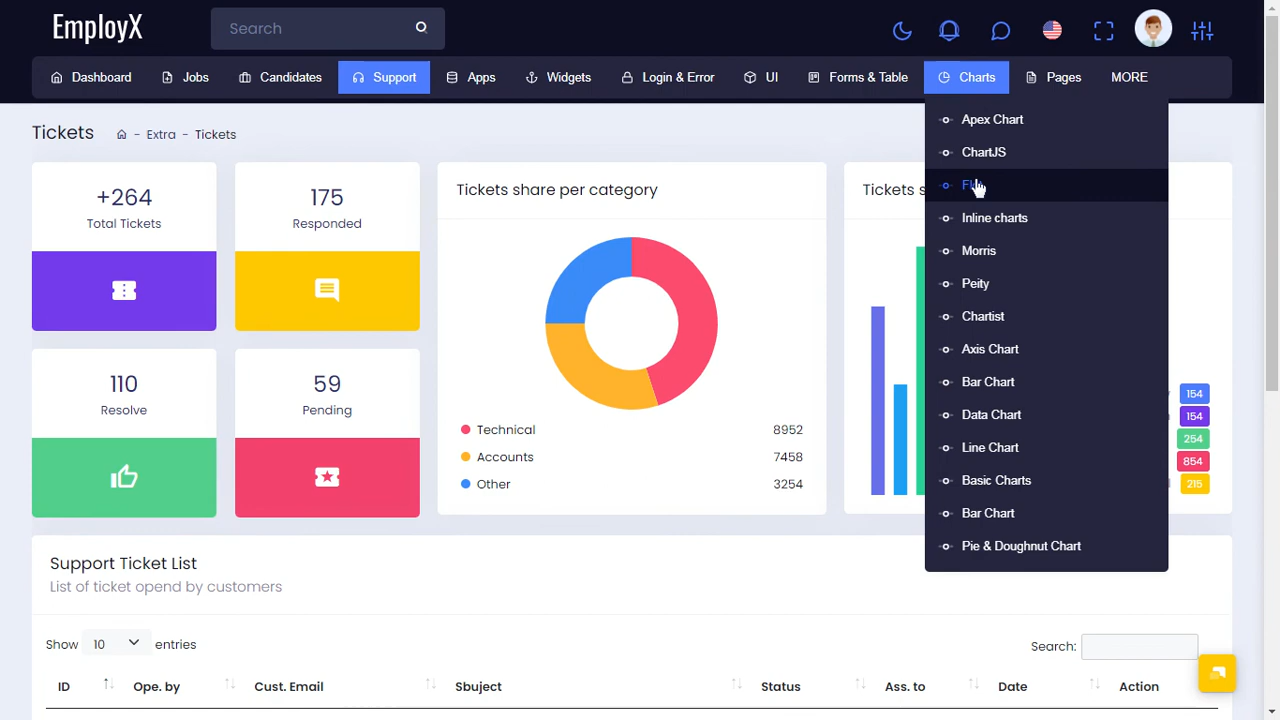 EmployX
Search
Dashboard
Jobs
Candidates
Support
Apps
Widgets
Login & Error
UI
Forms & Table
Charts
Pages
MORE
Apex Chart
ChartJS
Inline charts
Morris
Peity
Chartist
Axis Chart
Bar Chart
Data Chart
Line Chart
Basic Charts
Bar Chart
Pie & Doughnut Chart
Tickets
- Extra - Tickets
+264
Total Tickets
175
Responded
110
Resolve
59
Pending
Tickets share per category
Technical 8952
Accounts 7458
Other 3254
Tickets
154
154
254
854
215
Support Ticket List
List of ticket opend by customers
Show 10 entries
Search:
ID Ope. by Cust. Email Sbuject Status Ass. to Date Action